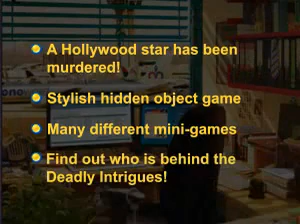 A Hollywood star has been
murdered!
Stylish hidden object game
Many different mini-games
Find out who is behind the
Deadly Intrigues!